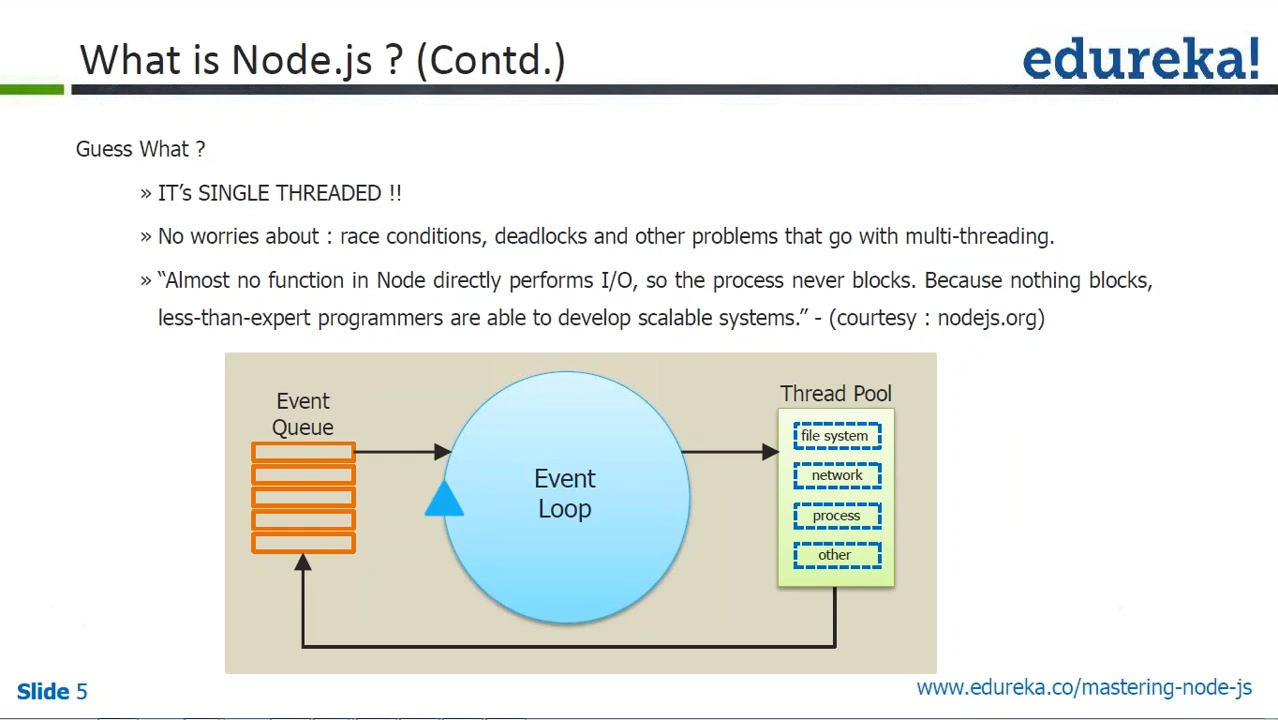 What is Node.js ? (Contd.)
edureka!
Guess What ?
» IT’s SINGLE THREADED !!
» No worries about : race conditions, deadlocks and other problems that go with multi-threading.
» “Almost no function in Node directly performs I/O, so the process never blocks. Because nothing blocks,
less-than-expert programmers are able to develop scalable systems.” - (courtesy : nodejs.org)
Event
Queue
Event
Loop
Thread Pool
file system
network
process
other
Slide 5
www.edureka.co/mastering-node-js